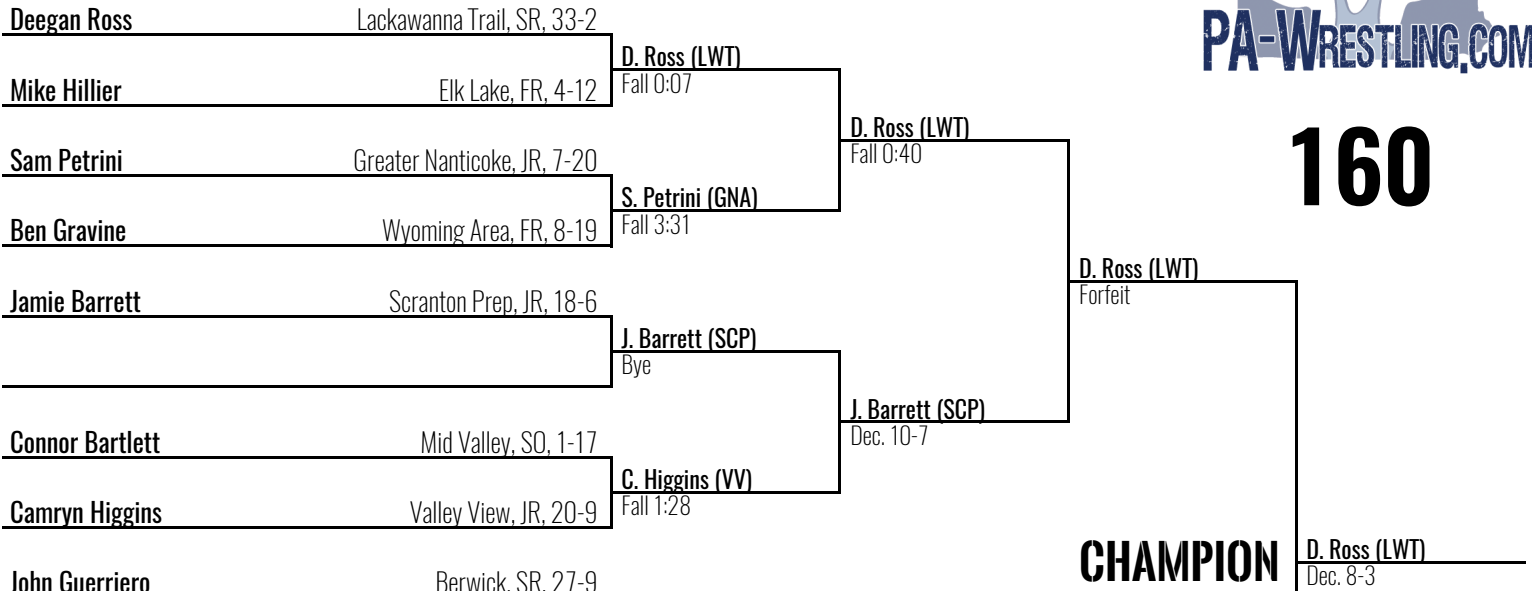 Deegan Ross Lackawanna Trail, SR, 33-2
D. Ross (LWT)
Fall 0:07
Mike Hillier Elk Lake, FR, 4-12
D. Ross (LWT)
Fall 0:40
Sam Petrini Greater Nanticoke, JR, 7-20
S. Petrini (GNA)
Fall 3:31
Ben Gravine Wyoming Area, FR, 8-19
D. Ross (LWT)
Forfeit
Jamie Barrett Scranton Prep, JR, 18-6
J. Barrett (SCP)
Bye
J. Barrett (SCP)
Dec. 10-7
Connor Bartlett Mid Valley, SO, 1-17
C. Higgins (VV)
Fall 1:28
Camryn Higgins Valley View, JR, 20-9
John Guerriero Berwick, SR, 27-9
PA-WRESTLING.COM
160
CHAMPION
D. Ross (LWT)
Dec. 8-3